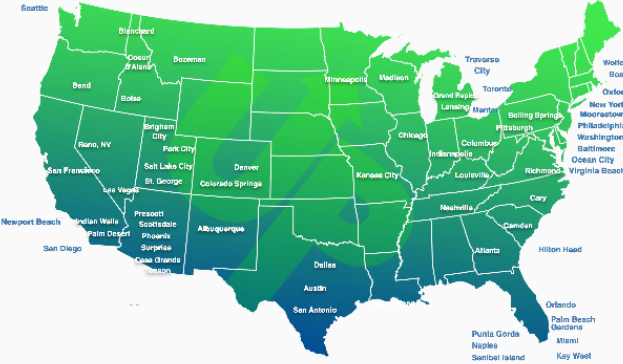 Seattle
Blanchard
Coeur
D'Alene
Bozeman
Bend
Boise
Minneapolis
Madison
Traverse
City
Toronto
Grand Rapids
Lansing
Mentor
Boiling Springs
Pittsburgh
New York
Moorestown
Philadelphia
Washington
Baltimore
Ocean City
Virginia Beach
Richmond
Brigham
City
Park City
Reno, NV
Salt Lake City
St. George
San Francisco
Las Vegas
Denver
Colorado Springs
Kansas City
Chicago
Indianapolis
Columbus
Louisville
Nashville
Cary
Camden
Atlanta
Hilton Head
Newport Beach
Indian Wells
Palm Desert
San Diego
Prescott
Scottsdale
Phoenix
Surprise
Casa Grande
Tucson
Albuquerque
Dallas
Austin
San Antonio
Orlando
Palm Beach
Gardens
Miami
Key West
Punta Gorda
Naples
Sanibel Island